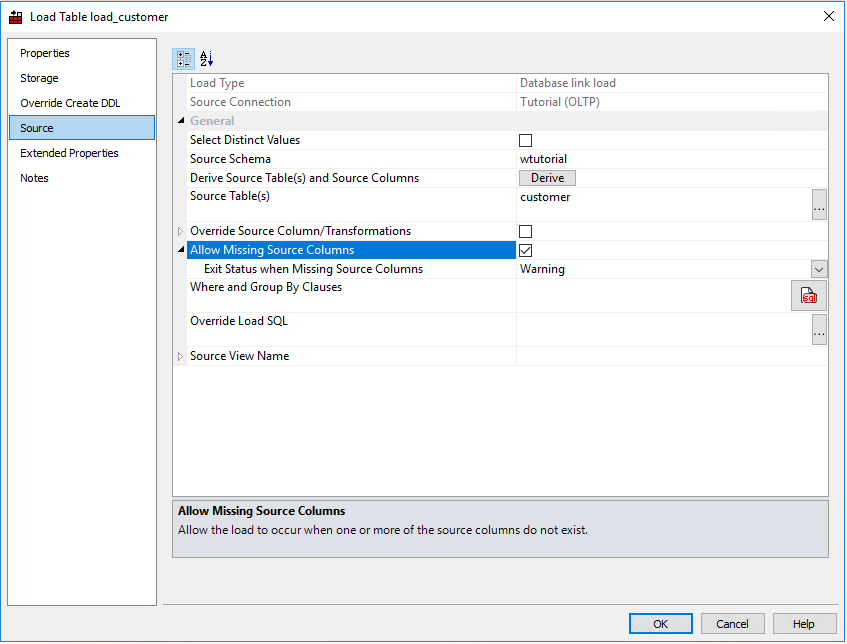 Load Table load_customer
Properties
Storage
Override Create DDL
Source
Extended Properties
Notes
A
Z
Load Type Database link load
Source Connection Tutorial (OLTP)
General
Select Distinct Values
Source Schema wtutorial
Derive Source Table(s) and Source Columns Derive
Source Table(s) customer
...
Override Source Column/Transformations
Allow Missing Source Columns
Exit Status when Missing Source Columns Warning
Where and Group By Clauses
sql
Override Load SQL
...
Source View Name
Allow Missing Source Columns
Allow the load to occur when one or more of the source columns do not exist.
OK Cancel Help